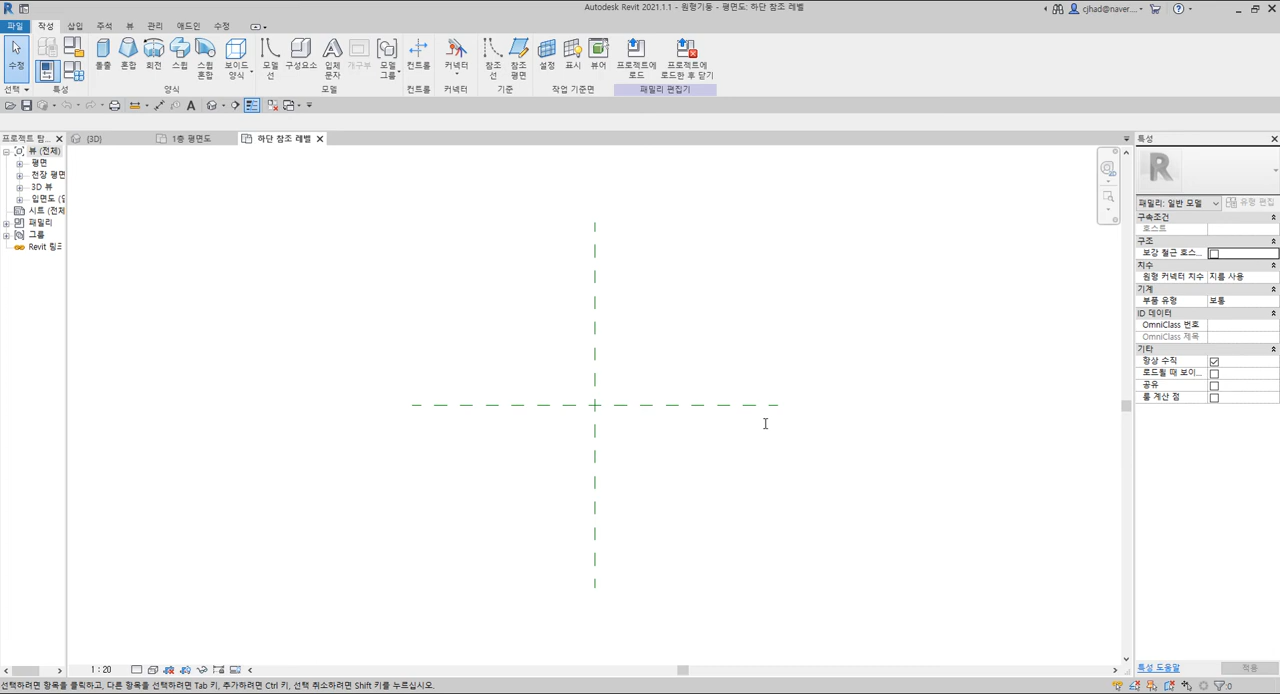 Autodesk Revit 2021.1.1 - 원형기둥 - 평면도: 하단 참조 레벨
cjhad@naver....
파일 작성 삽입 주석 뷰 관리 애드인 수정
수정
돌출 혼합 회전 스윕 스윕 혼합 보이드 양식
모델 선 구성요소 입체 문자 개구부 모델 그룹
컨트롤 커넥터 참조 선 참조 평면
설정 표시 뷰어
프로젝트에 로드 프로젝트에 로드한 후 닫기
선택 특성 양식 모델 컨트롤 커넥터 기준 작업 기준면 패밀리 편집기
프로젝트 탐...
(3D) 1층 평면도 하단 참조 레벨
뷰 (전체)
평면
천장 평면
3D 뷰
입면도 (
시트 (전체
패밀리
그룹
Revit 링크
특성
R
패밀리: 일반 모델 유형 편집
구속조건
호스트
구조
보강 철근 호스...
치수
원형 커넥터 치수 지름 사용
기계
부품 유형 보통
ID 데이터
OmniClass 번호
OmniClass 제목
기타
항상 수직
로드될 때 보이...
공유
룸 계산 점
특성 도움말 적용
1 : 20
선택하려면 항목을 클릭하고, 다른 항목을 선택하려면 Tab 키, 추가하려면 Ctrl 키, 선택 취소하려면 Shift 키를 누르십시오.
:0